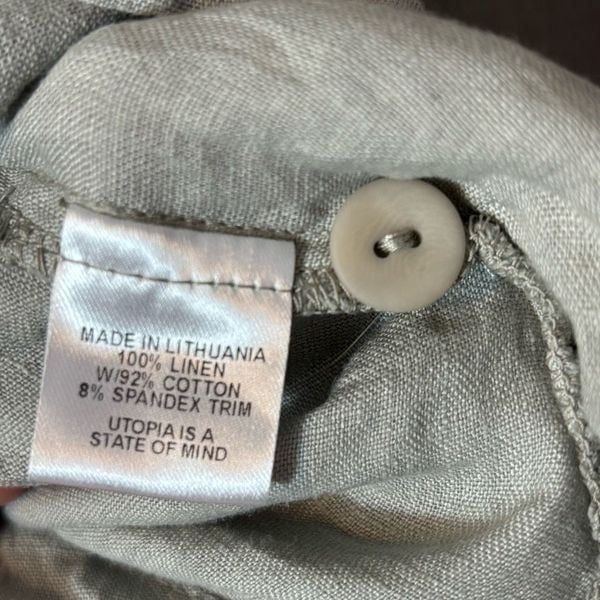 MADE IN LITHUANIA
100% LINEN
W/92% COTTON
8% SPANDEX TRIM
UTOPIA IS A
STATE OF MIND